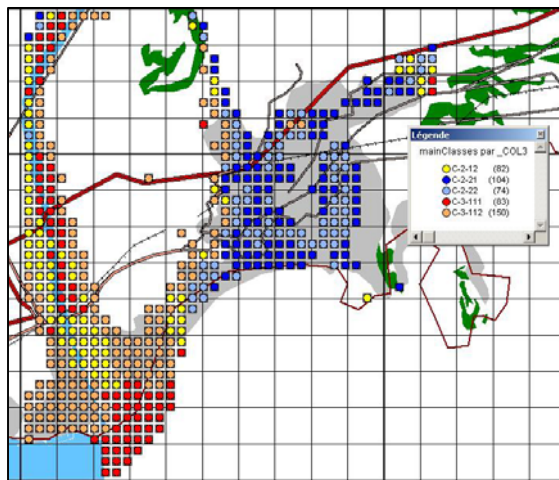 Légende
mainClasses par _COL3
C-2-12 (82)
C-2-21 (104)
C-2-22 (74)
C-3-111 (83)
C-3-112 (150)